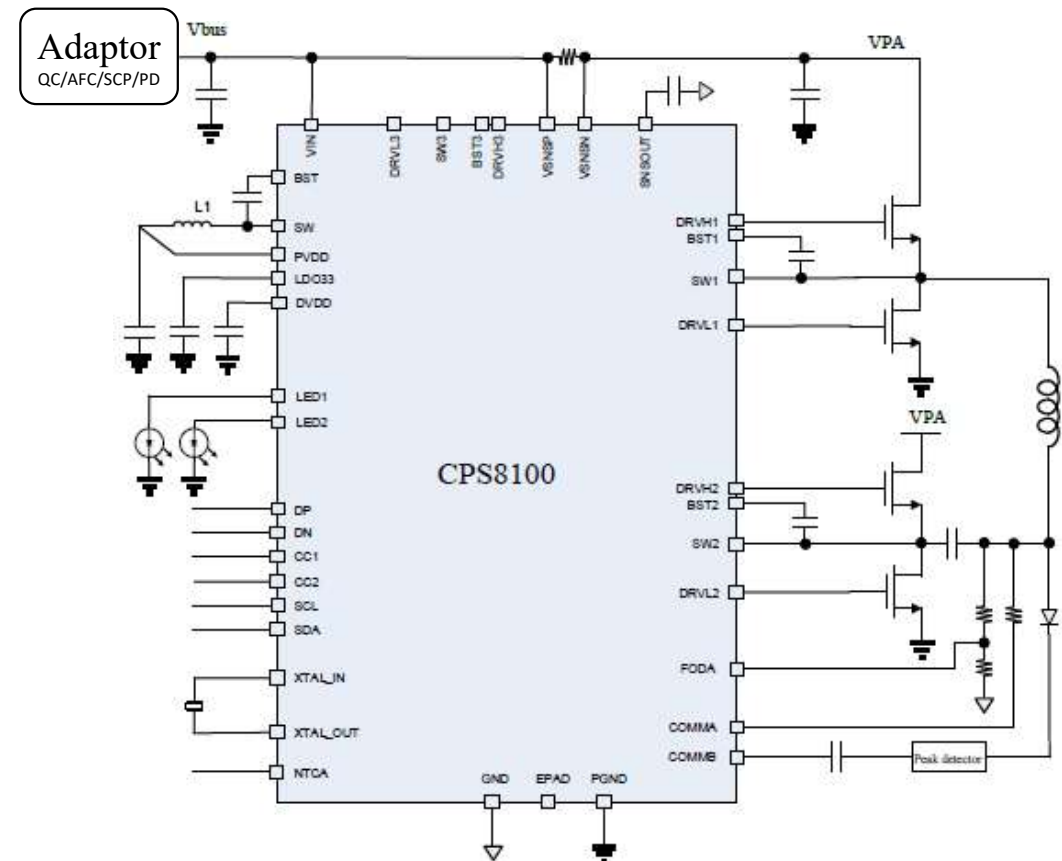 Adaptor
QC/AFC/SCP/PD
Vbus
VPA
VIN
DRVL3
SW3
BST3
DRVH3
VSNSP
VSNSN
SNSOUT
BST
L1
SW
PVDD
LDO33
DVDD
LED1
LED2
DP
DN
CC1
CC2
SCL
SDA
XTAL_IN
XTAL_OUT
NTCA
CPS8100
DRVH1
BST1
SW1
DRVL1
VPA
DRVH2
BST2
SW2
DRVL2
FODA
COMMA
COMMB
Peak detector
GND
EPAD
PGND